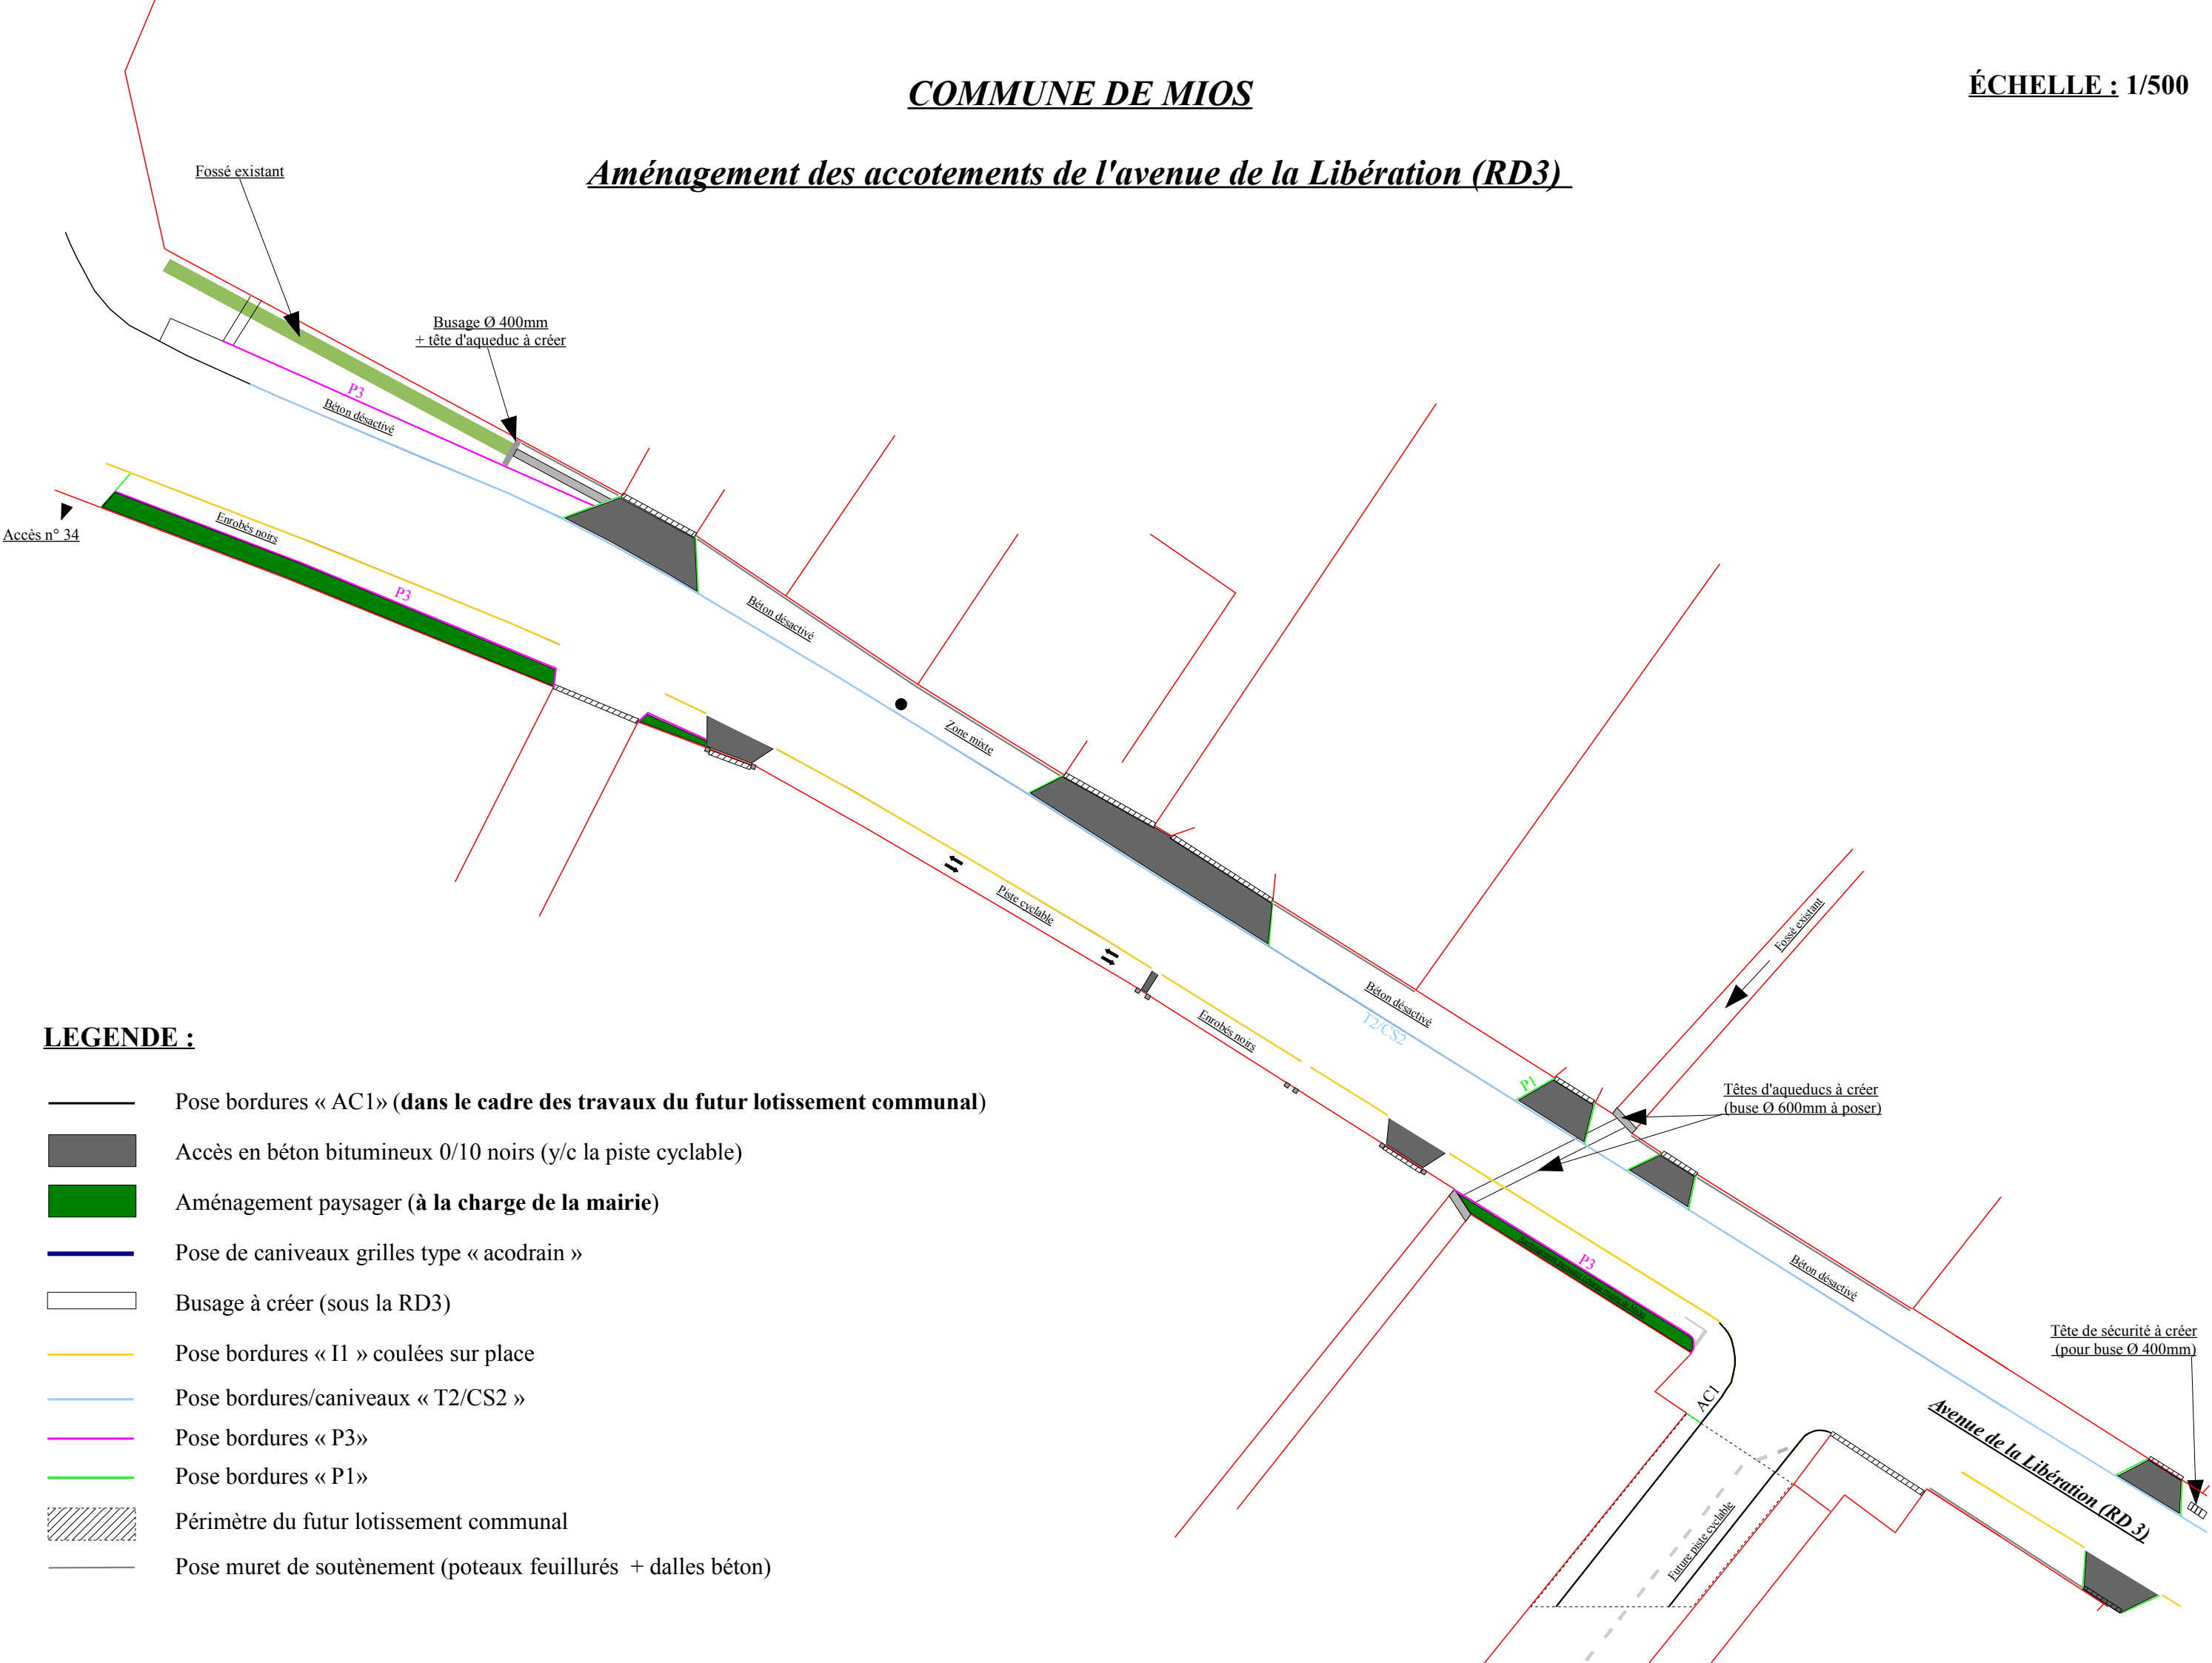 COMMUNE DE MIOS
ÉCHELLE : 1/500
Aménagement des accotements de l'avenue de la Libération (RD3)
Fossé existant
Busage Ø 400mm
+ tête d'aqueduc à créer
P3
Béton désactivé
Accès n° 34
Enrobés noirs
P3
Béton désactivé
Zone mixte
Piste cyclable
Fossé existant
Béton désactivé
T2/CS2
Enrobés noirs
P1
Têtes d'aqueducs à créer
(buse Ø 600mm à poser)
P3
Béton désactivé
Tête de sécurité à créer
(pour buse Ø 400mm)
AC1
Avenue de la Libération (RD 3)
Future piste cyclable
LEGENDE :
Pose bordures « AC1» (dans le cadre des travaux du futur lotissement communal)
Accès en béton bitumineux 0/10 noirs (y/c la piste cyclable)
Aménagement paysager (à la charge de la mairie)
Pose de caniveaux grilles type « acodrain »
Busage à créer (sous la RD3)
Pose bordures « I1 » coulées sur place
Pose bordures/caniveaux « T2/CS2 »
Pose bordures « P3»
Pose bordures « P1»
Périmètre du futur lotissement communal
Pose muret de soutènement (poteaux feuillurés + dalles béton)